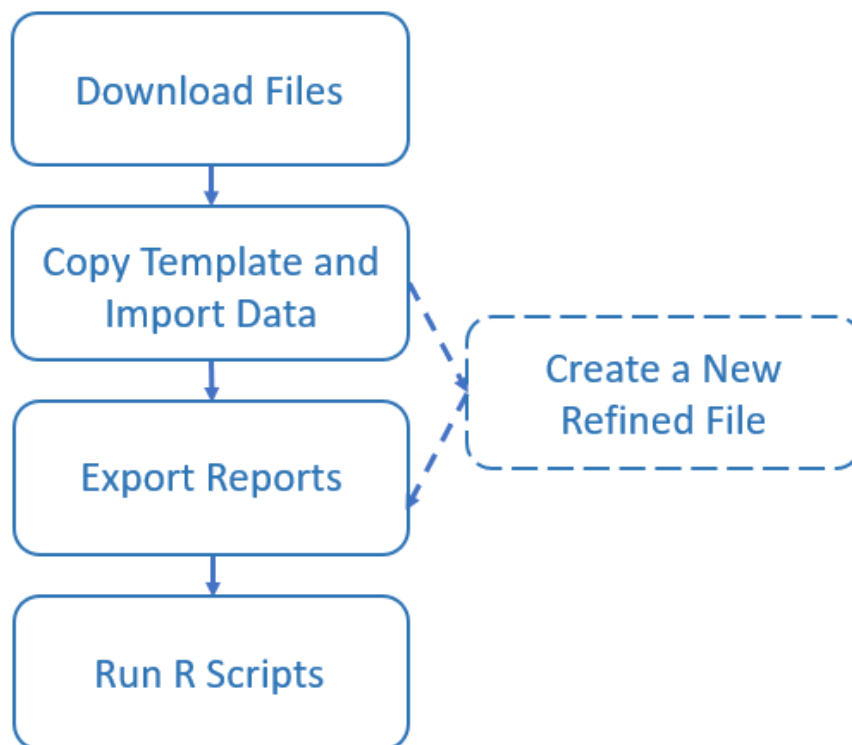 Download Files
Copy Template and
Import Data
Create a New
Refined File
Export Reports
Run R Scripts